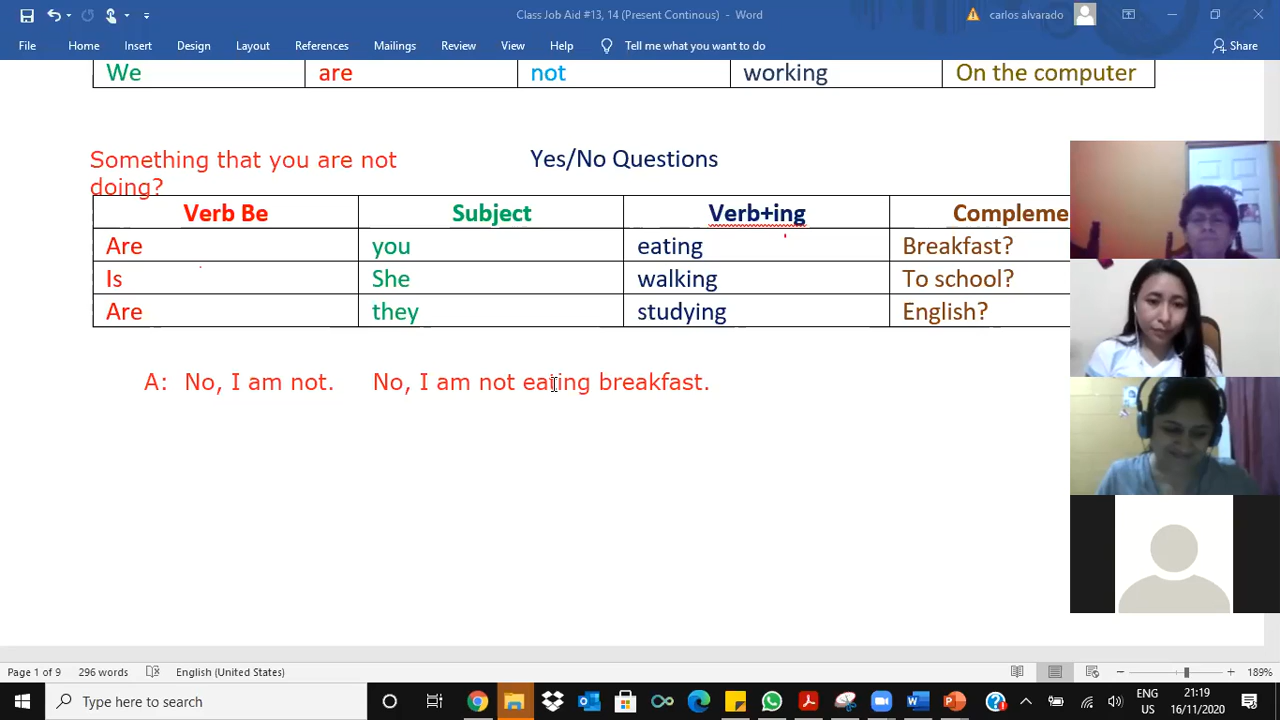 Class Job Aid #13, 14 (Present Continous) - Word
carlos alvarado
File Home Insert Design Layout References Mailings Review View Help Tell me what you want to do Share
We are not working On the computer
Something that you are not
doing?
Yes/No Questions
Verb Be Subject Verb+ing Compleme
Are you eating Breakfast?
Is She walking To school?
Are they studying English?
A: No, I am not. No, I am not eating breakfast.
Page 1 of 9 296 words English (United States) 189%
Type here to search
ENG 21:19
US 16/11/2020